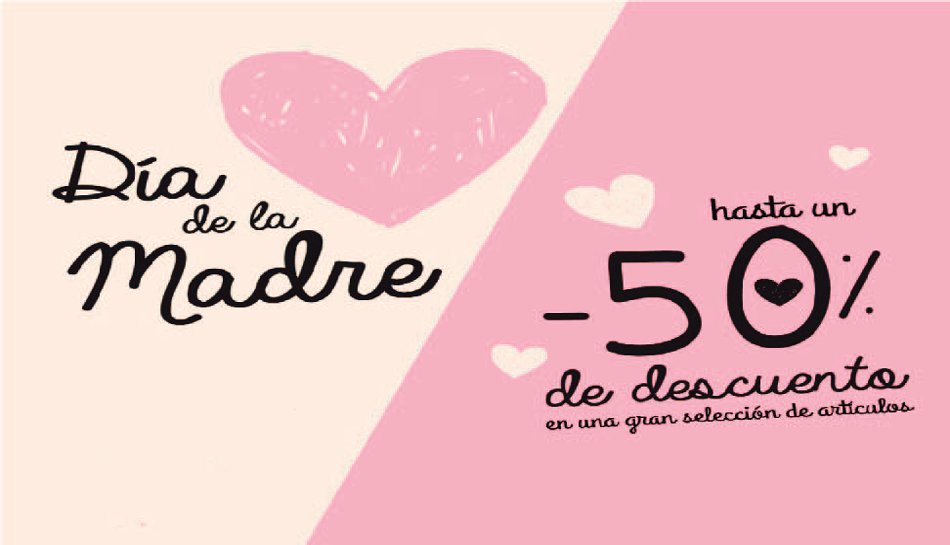 Día
de la
Madre
hasta un
-50%
de descuento
en una gran selección de artículos